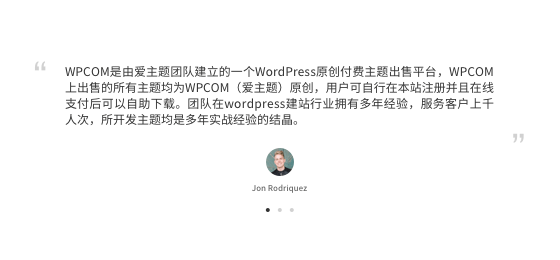 “
WPCOM是由爱主题团队建立的一个WordPress原创付费主题出售平台，WPCOM
上出售的所有主题均为WPCOM（爱主题）原创，用户可自行在本站注册并且在线
支付后可以自助下载。团队在wordpress建站行业拥有多年经验，服务客户上千
人次，所开发主题均是多年实战经验的结晶。
”
Jon Rodriquez